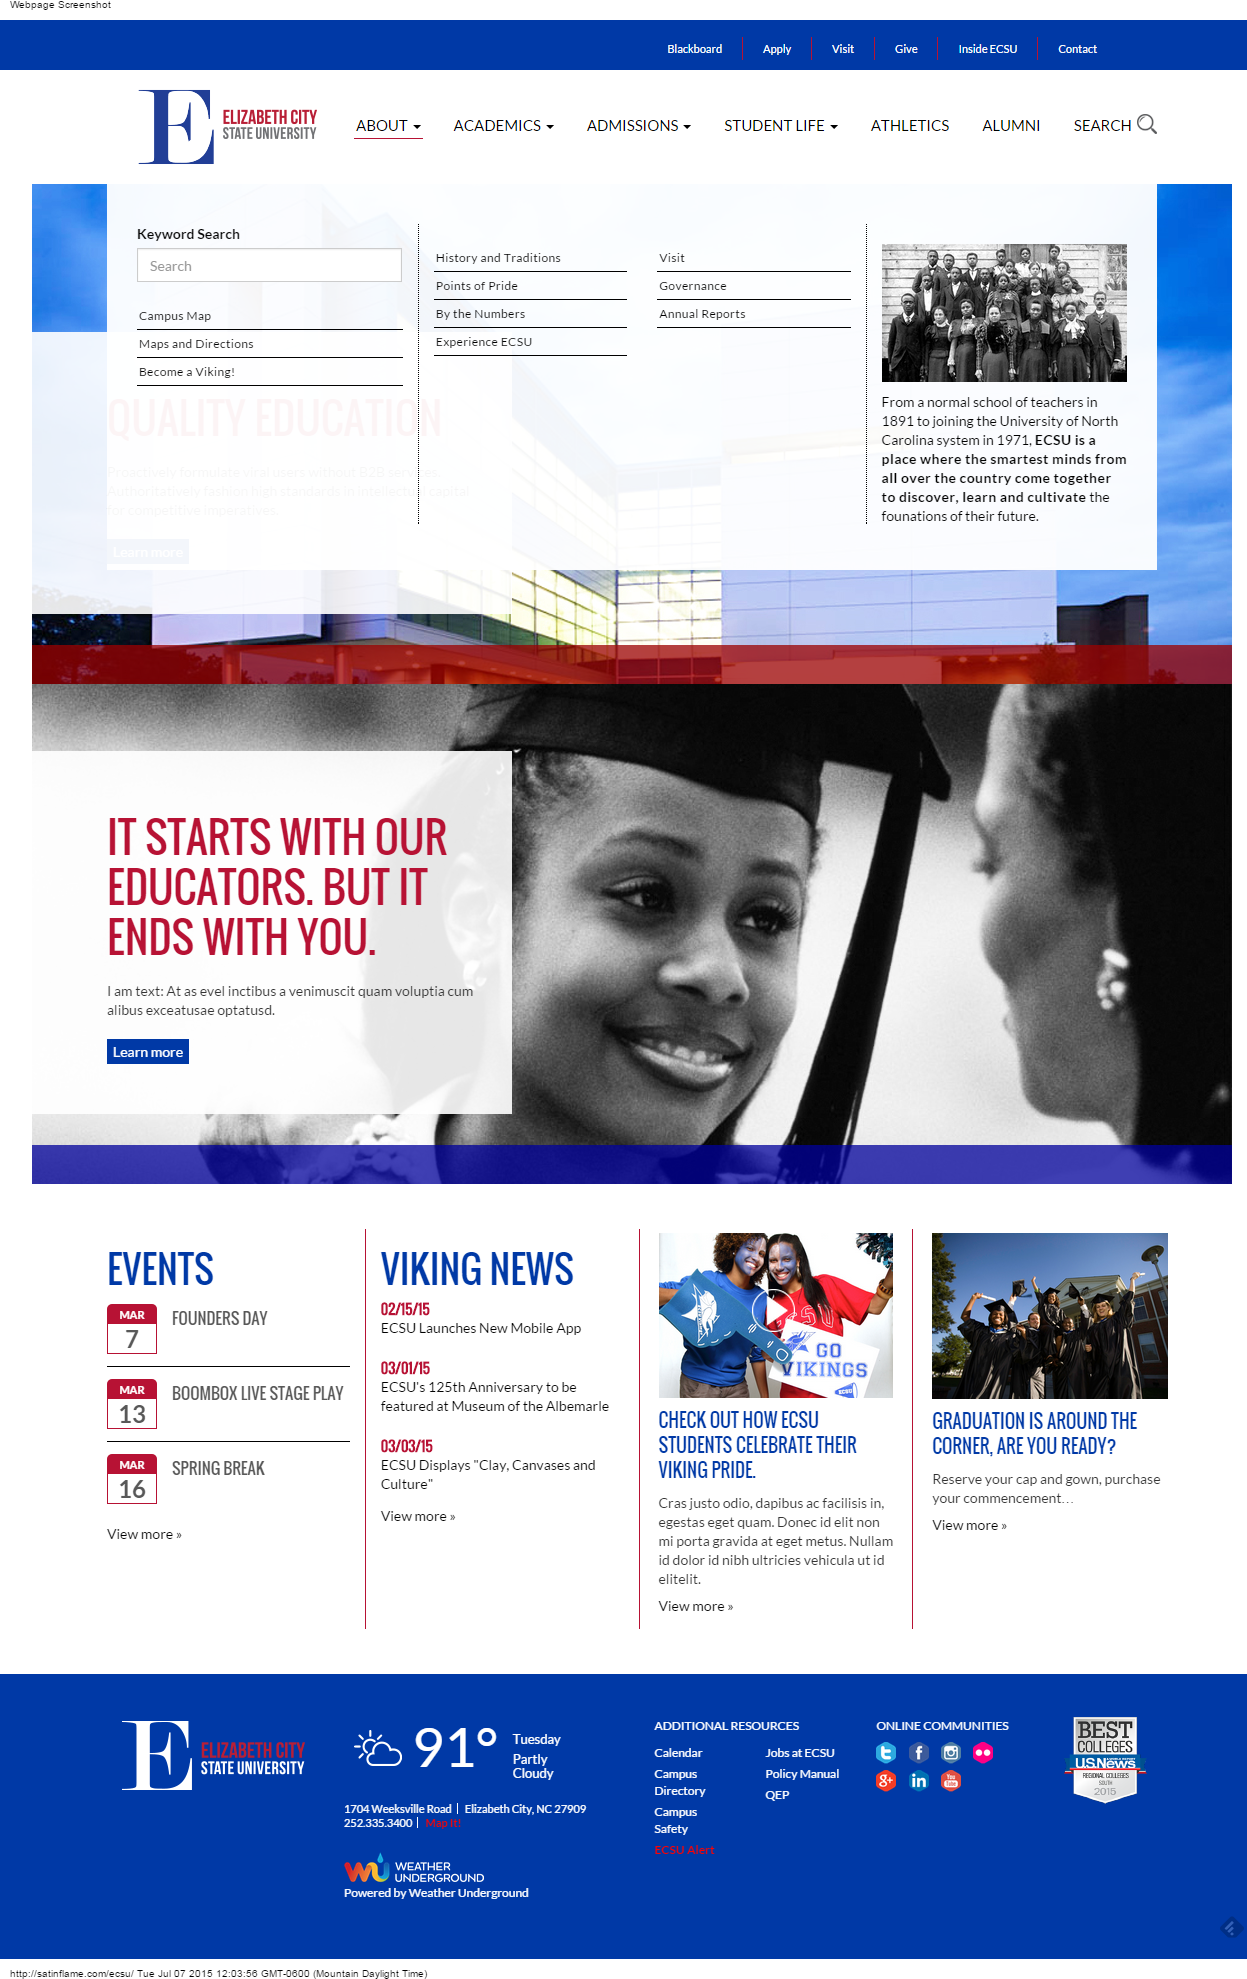 Webpage Screenshot
Blackboard
Apply
Visit
Give
Inside ECSU
Contact
E ELIZABETH CITY
STATE UNIVERSITY
ABOUT
ACADEMICS
ADMISSIONS
STUDENT LIFE
ATHLETICS
ALUMNI
SEARCH
Keyword Search
Search
Campus Map
Maps and Directions
Become a Viking!
History and Traditions
Points of Pride
By the Numbers
Experience ECSU
Visit
Governance
Annual Reports
From a normal school of teachers in
1891 to joining the University of North
Carolina system in 1971, ECSU is a
place where the smartest minds from
all over the country come together
to discover, learn and cultivate the
founations of their future.
QUALITY EDUCATION
Proactively formulate viral users without B2B services.
Authoritatively fashion high standards in intellectual capital
for competitive imperatives.
Learn more
IT STARTS WITH OUR
EDUCATORS. BUT IT
ENDS WITH YOU.
I am text: At as evel inctibus a venimuscit quam voluptia cum
alibus exceatusae optatusd.
Learn more
EVENTS
MAR
7
FOUNDERS DAY
MAR
13
BOOMBOX LIVE STAGE PLAY
MAR
16
SPRING BREAK
View more »
VIKING NEWS
02/15/15
ECSU Launches New Mobile App
03/01/15
ECSU's 125th Anniversary to be
featured at Museum of the Albemarle
03/03/15
ECSU Displays "Clay, Canvases and
Culture"
View more »
ECSU
GO
VIKINGS
ECSU
CHECK OUT HOW ECSU
STUDENTS CELEBRATE THEIR
VIKING PRIDE.
Cras justo odio, dapibus ac facilisis in,
egestas eget quam. Donec id elit non
mi porta gravida at eget metus. Nullam
id dolor id nibh ultricies vehicula ut id
elitelit.
View more »
GRADUATION IS AROUND THE
CORNER, ARE YOU READY?
Reserve your cap and gown, purchase
your commencement…
View more »
E ELIZABETH CITY
STATE UNIVERSITY
91°
Tuesday
Partly
Cloudy
1704 Weeksville Road | Elizabeth City, NC 27909
252.335.3400 | Map It!
WU WEATHER
UNDERGROUND
Powered by Weather Underground
ADDITIONAL RESOURCES
Calendar
Campus
Directory
Campus
Safety
ECSU Alert
Jobs at ECSU
Policy Manual
QEP
ONLINE COMMUNITIES
BEST
COLLEGES
U.S.News
REGIONAL COLLEGES
SOUTH
2015
http://satinflame.com/ecsu/ Tue Jul 07 2015 12:03:56 GMT-0600 (Mountain Daylight Time)